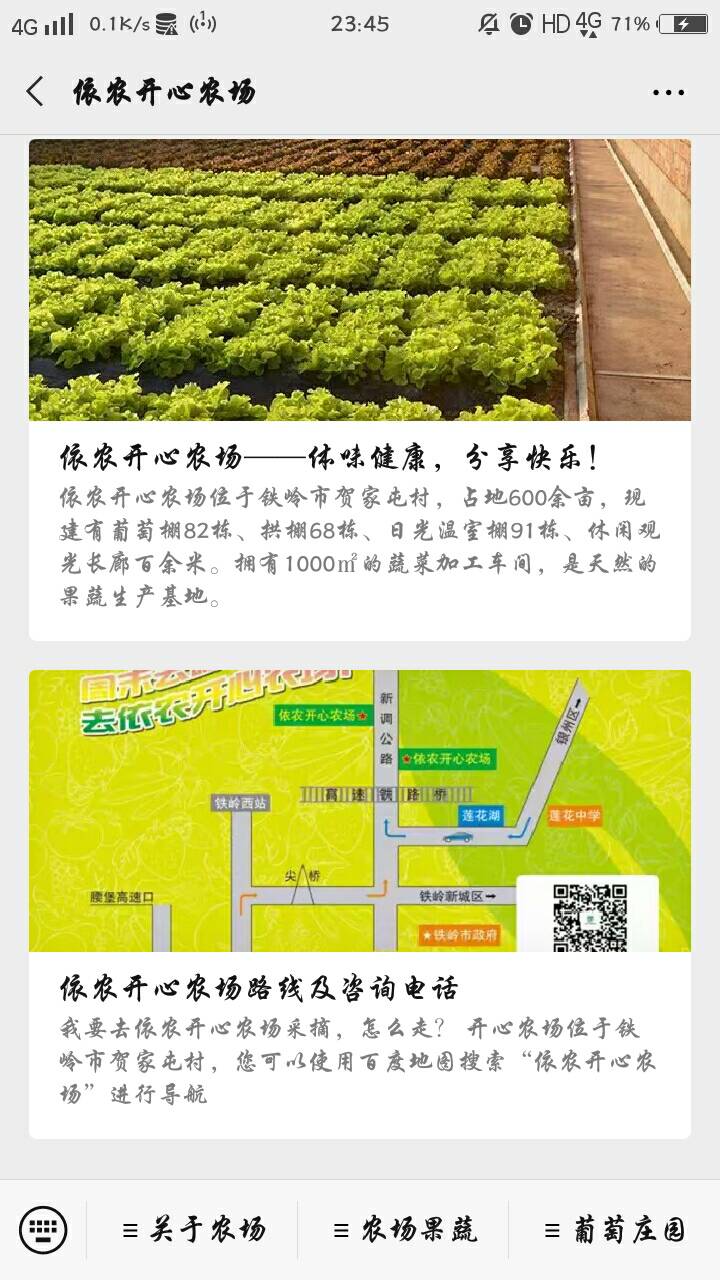 4G 0.1K/s 23:45 HD 4G 71%
依农开心农场
依农开心农场——体味健康，分享快乐！
依农开心农场位于铁岭市贺家屯村，占地600余亩，现
建有葡萄棚82栋、拱棚68栋、日光温室棚91栋、休闲观
光长廊百余米。拥有1000㎡的蔬菜加工车间，是天然的
果蔬生产基地。
去依农开心农场!
新调公路
依农开心农场★
★依农开心农场
银州区
高速铁路桥
铁岭西站
莲花湖
莲花中学
尖桥
腰堡高速口
铁岭新城区
★铁岭市政府
依农开心农场路线及咨询电话
我要去依农开心农场采摘，怎么走？ 开心农场位于铁
岭市贺家屯村，您可以使用百度地图搜索“依农开心农
场”进行导航
关于农场 农场果蔬 葡萄庄园